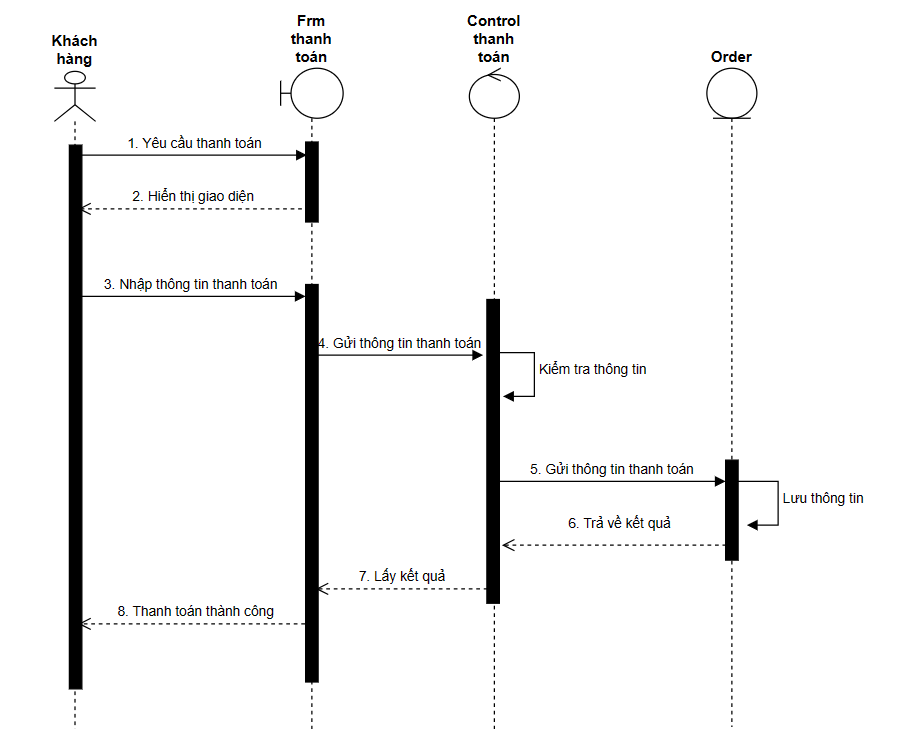 Khách
hàng
Frm
thanh
toán
Control
thanh
toán
Order
1. Yêu cầu thanh toán
2. Hiển thị giao diện
3. Nhập thông tin thanh toán
4. Gửi thông tin thanh toán
Kiểm tra thông tin
5. Gửi thông tin thanh toán
Lưu thông tin
6. Trả về kết quả
7. Lấy kết quả
8. Thanh toán thành công